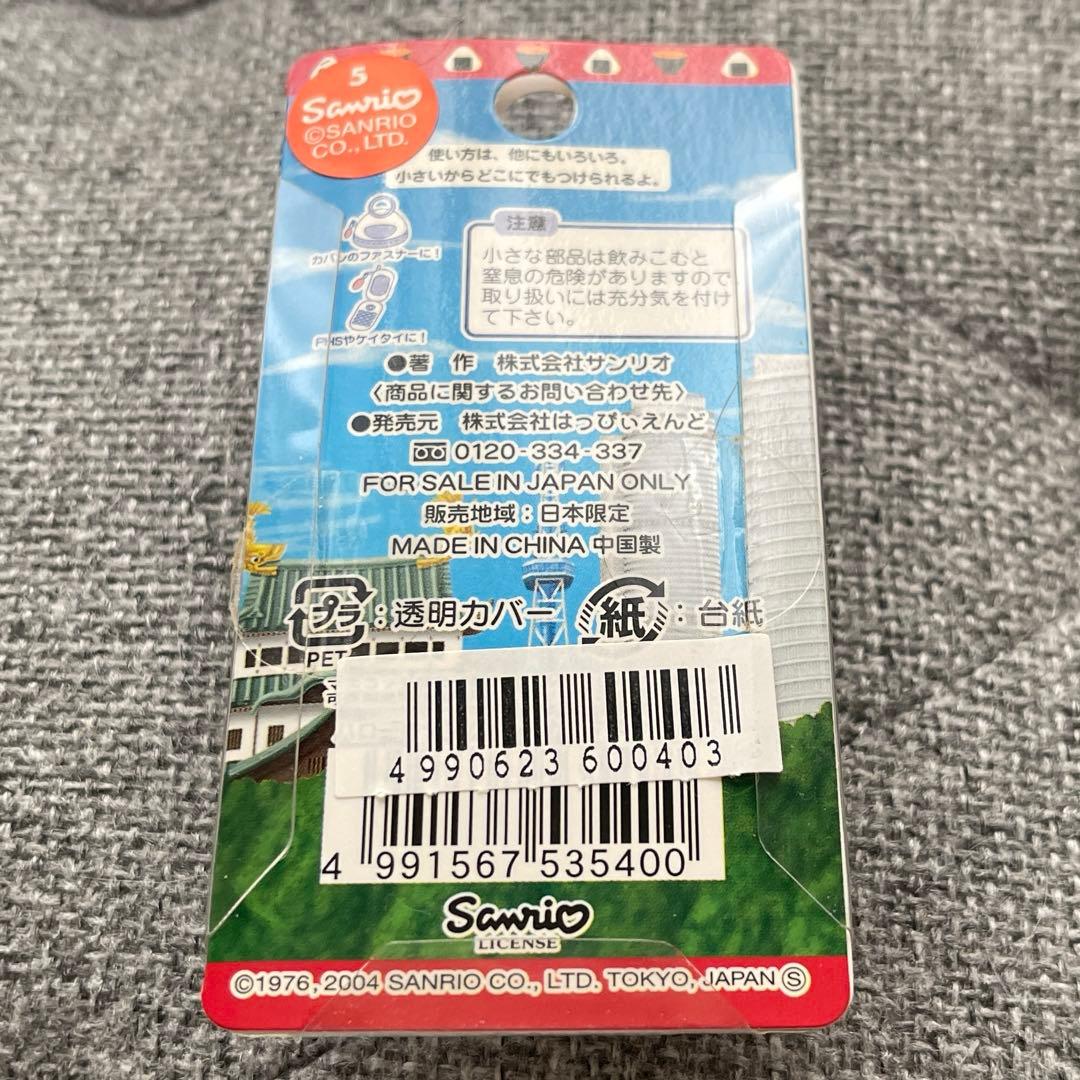 5
Sanrio
©SANRIO
CO., LTD.
使い方は、他にもいろいろ。
小さいからどこにでもつけられるよ。
カバンのファスナーに!
PHSやケイタイに!
注意
小さな部品は飲みこむと
窒息の危険がありますので
取り扱いには充分気を付け
て下さい。
●著 作 株式会社サンリオ
〈商品に関するお問い合わせ先〉
●発売元 株式会社はっぴぃえんど
0120-334-337
FOR SALE IN JAPAN ONLY
販売地域:日本限定
MADE IN CHINA 中国製
プラ:透明カバー 紙:台紙
PET
4 990623 600403
4 991567 535400
Sanrio
LICENSE
©1976, 2004 SANRIO CO., LTD. TOKYO, JAPAN Ⓢ